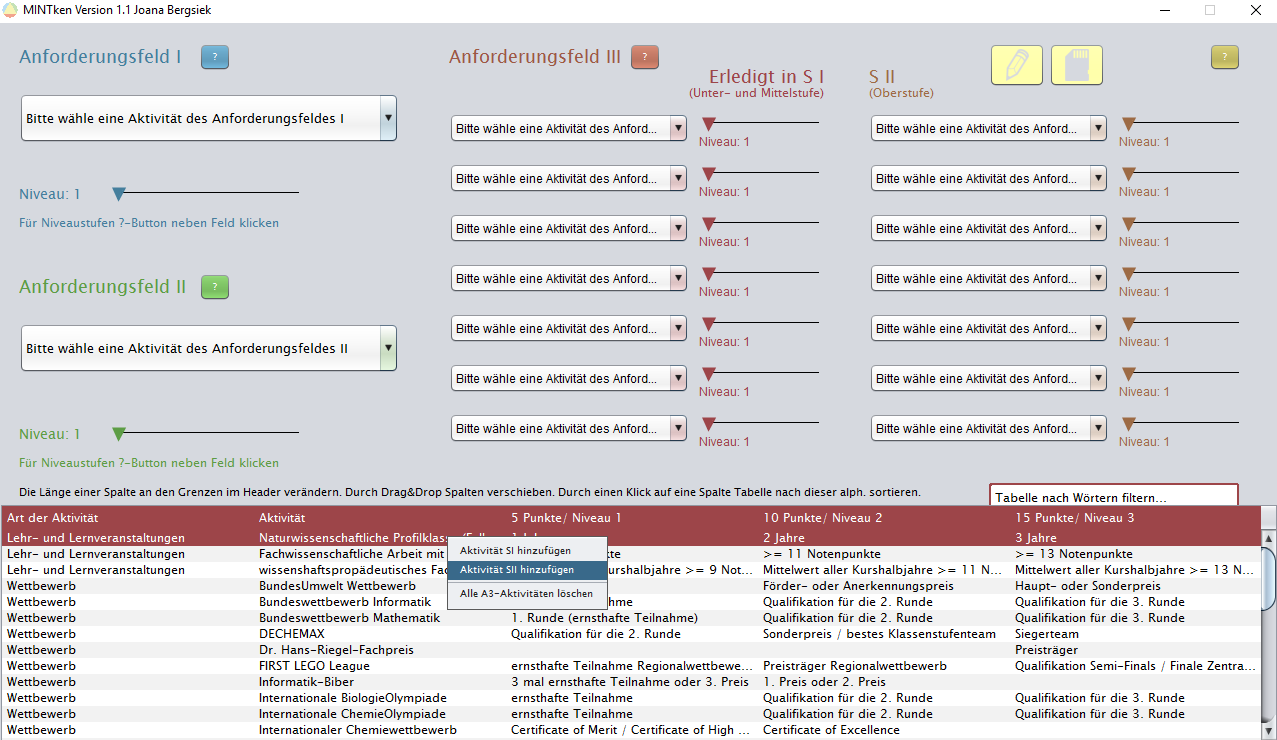 MINTken Version 1.1 Joana Bergsiek
Anforderungsfeld I ?
Bitte wähle eine Aktivität des Anforderungsfeldes I
Niveau: 1
Für Niveaustufen ?-Button neben Feld klicken
Anforderungsfeld II ?
Bitte wähle eine Aktivität des Anforderungsfeldes II
Niveau: 1
Für Niveaustufen ?-Button neben Feld klicken
Anforderungsfeld III ?
?
Erledigt in S I
(Unter- und Mittelstufe)
S II
(Oberstufe)
Bitte wähle eine Aktivität des Anford...
Niveau: 1
Bitte wähle eine Aktivität des Anford...
Niveau: 1
Bitte wähle eine Aktivität des Anford...
Niveau: 1
Bitte wähle eine Aktivität des Anford...
Niveau: 1
Bitte wähle eine Aktivität des Anford...
Niveau: 1
Bitte wähle eine Aktivität des Anford...
Niveau: 1
Bitte wähle eine Aktivität des Anford...
Niveau: 1
Bitte wähle eine Aktivität des Anford...
Niveau: 1
Bitte wähle eine Aktivität des Anford...
Niveau: 1
Bitte wähle eine Aktivität des Anford...
Niveau: 1
Bitte wähle eine Aktivität des Anford...
Niveau: 1
Bitte wähle eine Aktivität des Anford...
Niveau: 1
Bitte wähle eine Aktivität des Anford...
Niveau: 1
Bitte wähle eine Aktivität des Anford...
Niveau: 1
Die Länge einer Spalte an den Grenzen im Header verändern. Durch Drag&Drop Spalten verschieben. Durch einen Klick auf eine Spalte Tabelle nach dieser alph. sortieren.
Tabelle nach Wörtern filtern...
Art der Aktivität Aktivität 5 Punkte/ Niveau 1 10 Punkte/ Niveau 2 15 Punkte/ Niveau 3
Lehr- und Lernveranstaltungen Naturwissenschaftliche Profilklass 2 Jahre 3 Jahre
Lehr- und Lernveranstaltungen Fachwissenschaftliche Arbeit mit >= 11 Notenpunkte >= 13 Notenpunkte
Lehr- und Lernveranstaltungen wissenshaftspropädeutisches Fac Kurshalbjahre >= 9 Not... Mittelwert aller Kurshalbjahre >= 11 N... Mittelwert aller Kurshalbjahre >= 13 N...
Aktivität SI hinzufügen
Aktivität SII hinzufügen
Alle A3-Aktivitäten löschen
Wettbewerb BundesUmwelt Wettbewerb Förder- oder Anerkennungspreis Haupt- oder Sonderpreis
Wettbewerb Bundeswettbewerb Informatik Qualifikation für die 2. Runde Qualifikation für die 3. Runde
Wettbewerb Bundeswettbewerb Mathematik 1. Runde (ernsthafte Teilnahme) Qualifikation für die 2. Runde Qualifikation für die 3. Runde
Wettbewerb DECHEMAX Qualifikation für die 2. Runde Sonderpreis / bestes Klassenstufenteam Siegerteam
Wettbewerb Dr. Hans-Riegel-Fachpreis Preisträger
Wettbewerb FIRST LEGO League ernsthafte Teilnahme Regionalwettbewe... Preisträger Regionalwettbewerb Qualifikation Semi-Finals / Finale Zentra...
Wettbewerb Informatik-Biber 3 mal ernsthafte Teilnahme oder 3. Preis 1. Preis oder 2. Preis
Wettbewerb Internationale BiologieOlympiade ernsthafte Teilnahme Qualifikation für die 2. Runde Qualifikation für die 3. Runde
Wettbewerb Internationale ChemieOlympiade ernsthafte Teilnahme Qualifikation für die 2. Runde Qualifikation für die 3. Runde
Wettbewerb Internationaler Chemiewettbewerb Certificate of Merit / Certificate of High ... Certificate of Excellence